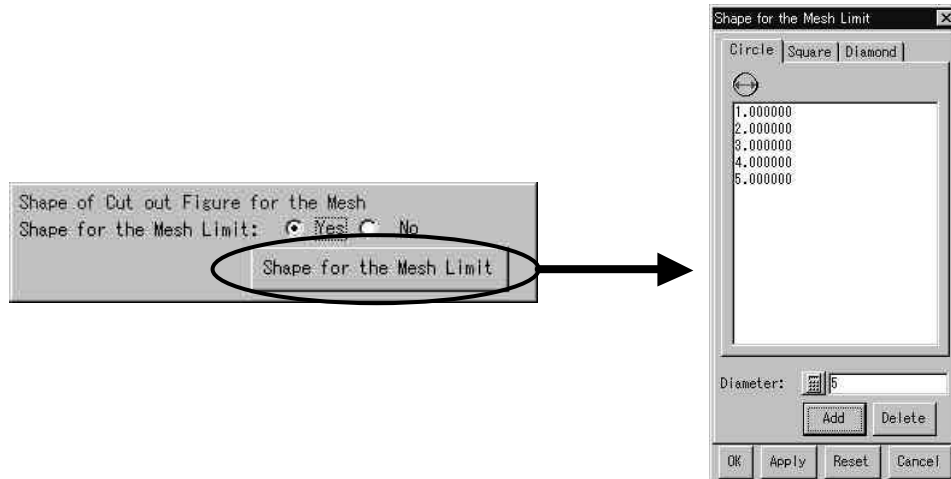 Shape of Cut out Figure for the Mesh
Shape for the Mesh Limit: Yes No
Shape for the Mesh Limit
Shape for the Mesh Limit
Circle Square Diamond
1.000000
2.000000
3.000000
4.000000
5.000000
Diameter: 5
Add Delete
OK Apply Reset Cancel